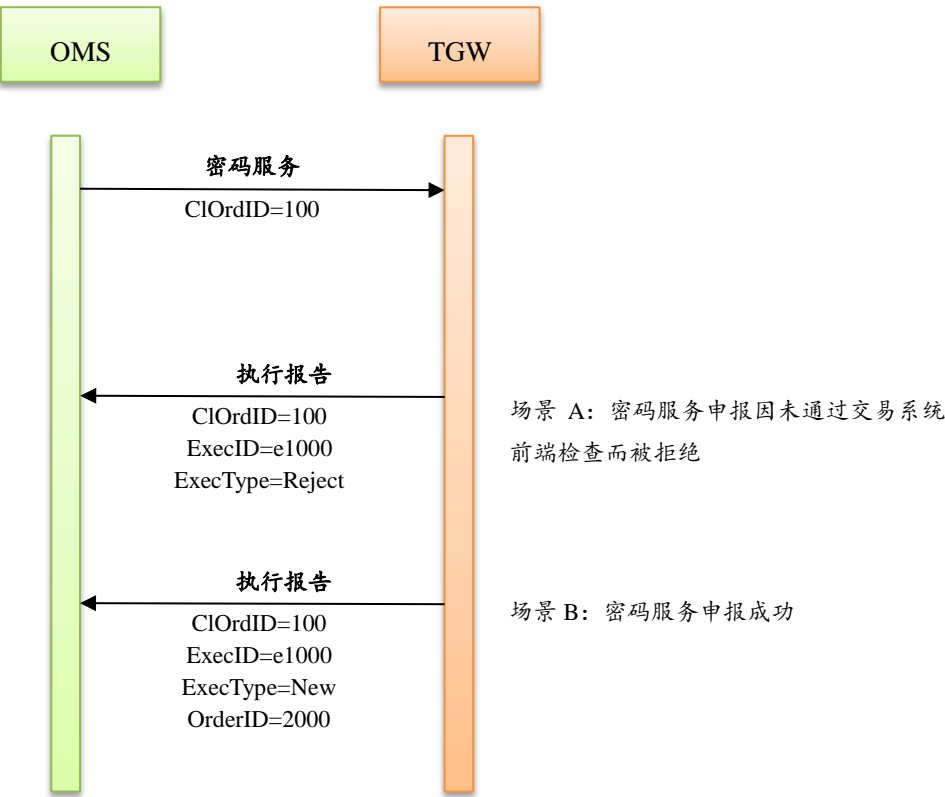 OMS
TGW
密码服务
ClOrdID=100
执行报告
ClOrdID=100
ExecID=e1000
ExecType=Reject
场景 A：密码服务申报因未通过交易系统
前端检查而被拒绝
执行报告
ClOrdID=100
ExecID=e1000
ExecType=New
OrderID=2000
场景 B：密码服务申报成功